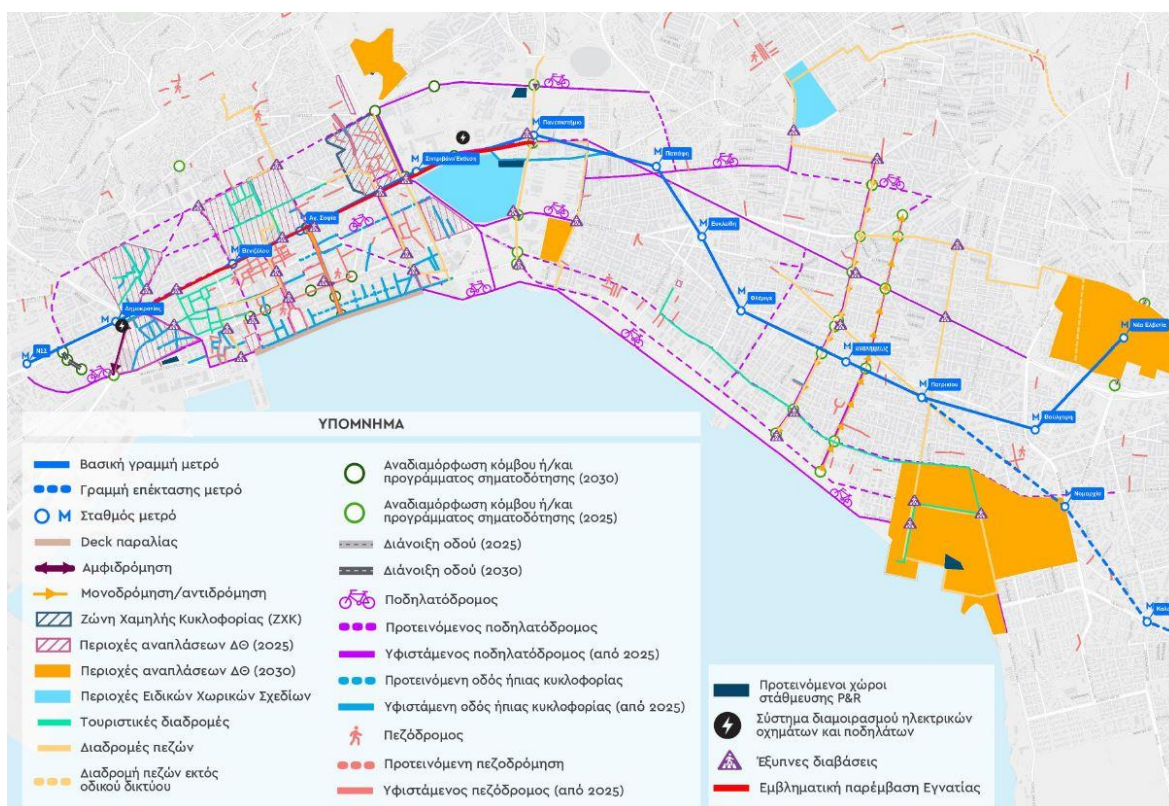 Πανεπιστήμιο
Σιντριβάνι/Έκθεση
Παπάφη
Αγ. Σοφία
Ευκλείδη
Βενιζέλου
Δημοκρατίας
Φλέμιγκ
Νέα Ελβετία
ΝΣΣ
Αναλήψεως
Πατρικίου
Βούλγαρη
Νομαρχία
ΥΠΟΜΝΗΜΑ
Βασική γραμμή μετρό
Γραμμή επέκτασης μετρό
Μ Σταθμός μετρό
Deck παραλίας
Αμφιδρόμηση
Μονοδρόμηση/αντιδρόμηση
Ζώνη Χαμηλής Κυκλοφορίας (ΖΧΚ)
Περιοχές αναπλάσεων ΔΘ (2025)
Περιοχές αναπλάσεων ΔΘ (2030)
Περιοχές Ειδικών Χωρικών Σχεδίων
Τουριστικές διαδρομές
Διαδρομές πεζών
Διαδρομή πεζών εκτός
οδικού δικτύου
Αναδιαμόρφωση κόμβου ή/και
προγράμματος σηματοδότησης (2030)
Αναδιαμόρφωση κόμβου ή/και
προγράμματος σηματοδότησης (2025)
Διάνοιξη οδού (2025)
Διάνοιξη οδού (2030)
Ποδηλατόδρομος
Προτεινόμενος ποδηλατόδρομος
Υφιστάμενος ποδηλατόδρομος (από 2025)
Προτεινόμενη οδός ήπιας κυκλοφορίας
Υφιστάμενη οδός ήπιας κυκλοφορίας (από 2025)
Πεζόδρομος
Προτεινόμενη πεζοδρόμηση
Υφιστάμενος πεζόδρομος (από 2025)
Προτεινόμενοι χώροι
στάθμευσης P&R
Σύστημα διαμοιρασμού ηλεκτρικών
οχημάτων και ποδηλάτων
Έξυπνες διαβάσεις
Εμβληματική παρέμβαση Εγνατίας